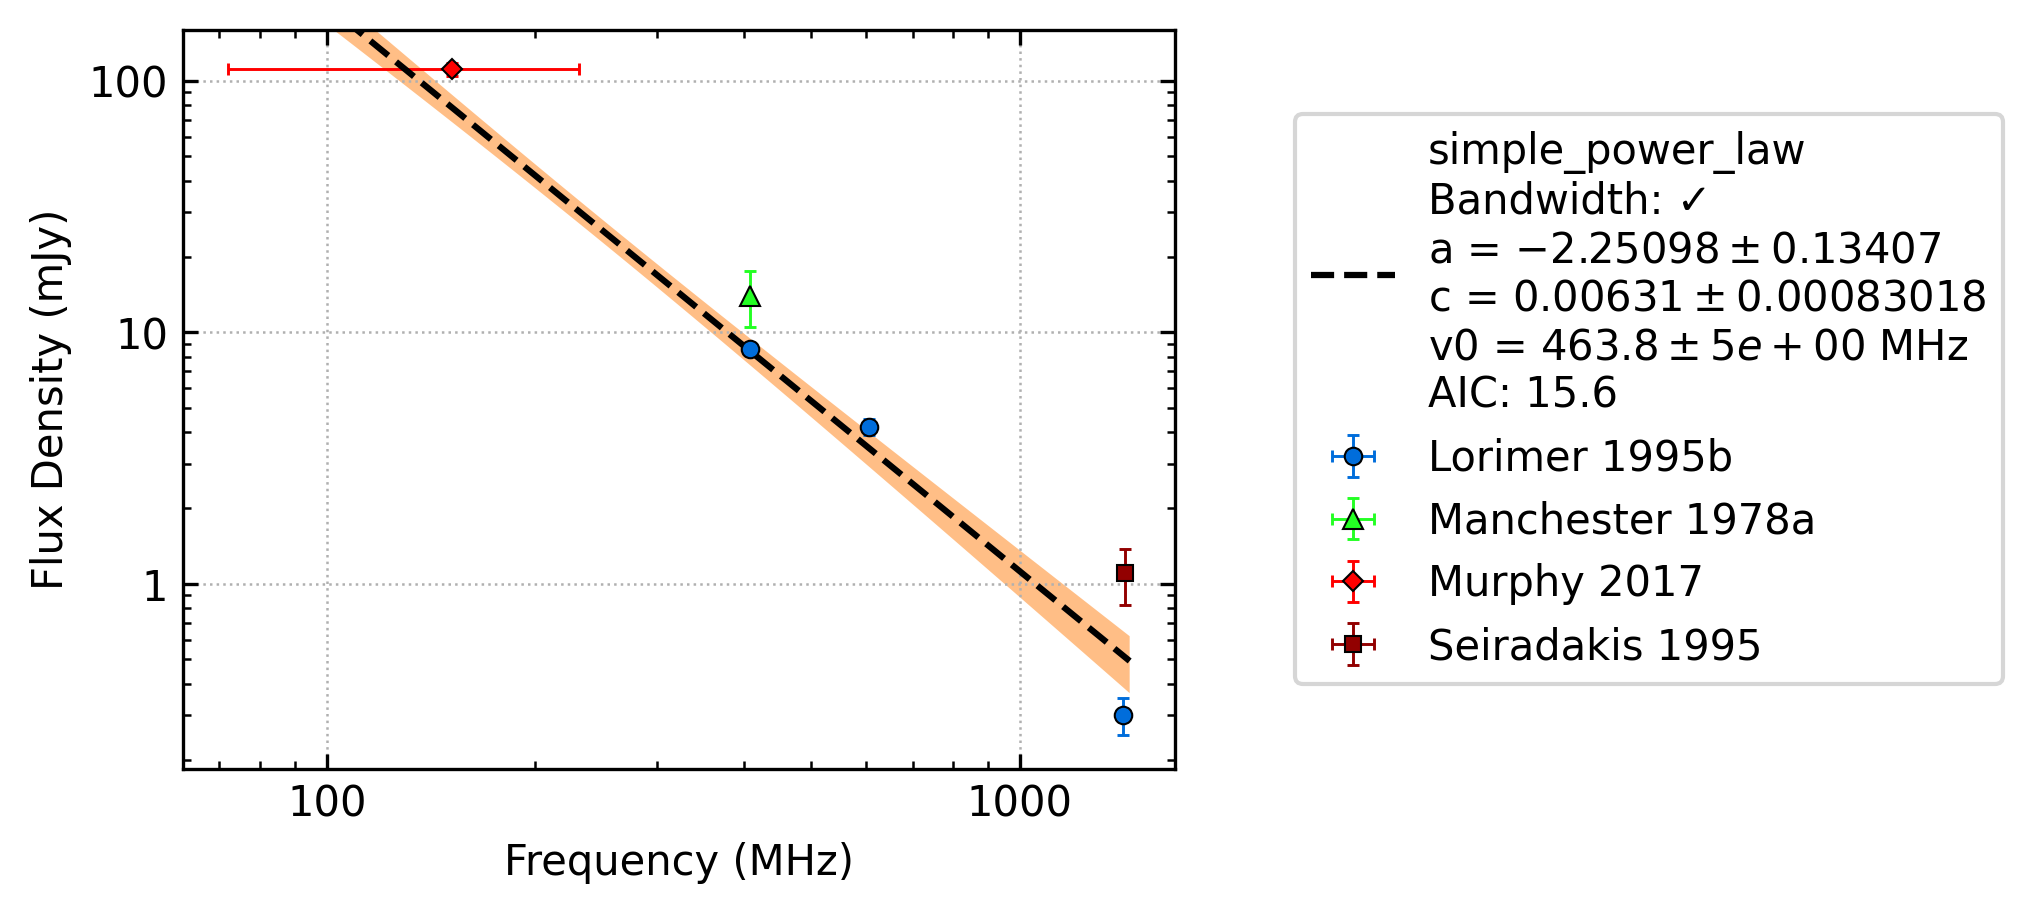 100
10
1
Flux Density (mJy)
100
1000
Frequency (MHz)
simple_power_law
Bandwidth: ✓
a = −2.25098 ± 0.13407
c = 0.00631 ± 0.00083018
v0 = 463.8 ± 5e + 00 MHz
AIC: 15.6
Lorimer 1995b
Manchester 1978a
Murphy 2017
Seiradakis 1995